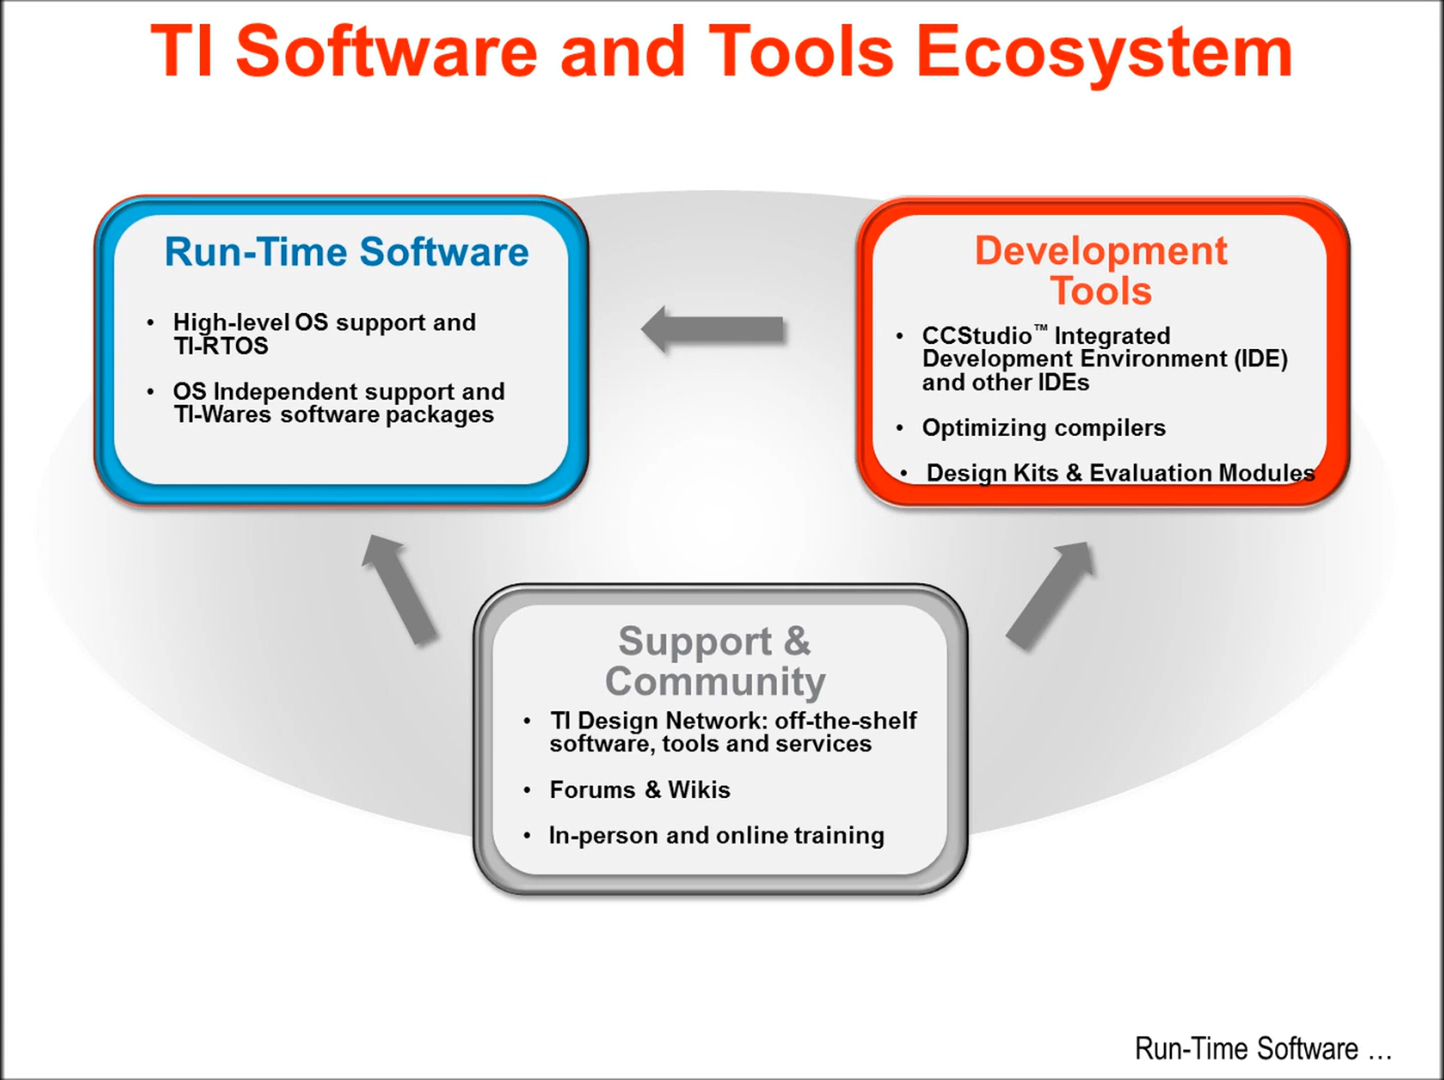 TI Software and Tools Ecosystem
Run-Time Software
• High-level OS support and
TI-RTOS
• OS Independent support and
TI-Wares software packages
Development
Tools
• CCStudio™ Integrated
Development Environment (IDE)
and other IDEs
• Optimizing compilers
• Design Kits & Evaluation Modules
Support &
Community
• TI Design Network: off-the-shelf
software, tools and services
• Forums & Wikis
• In-person and online training
Run-Time Software …